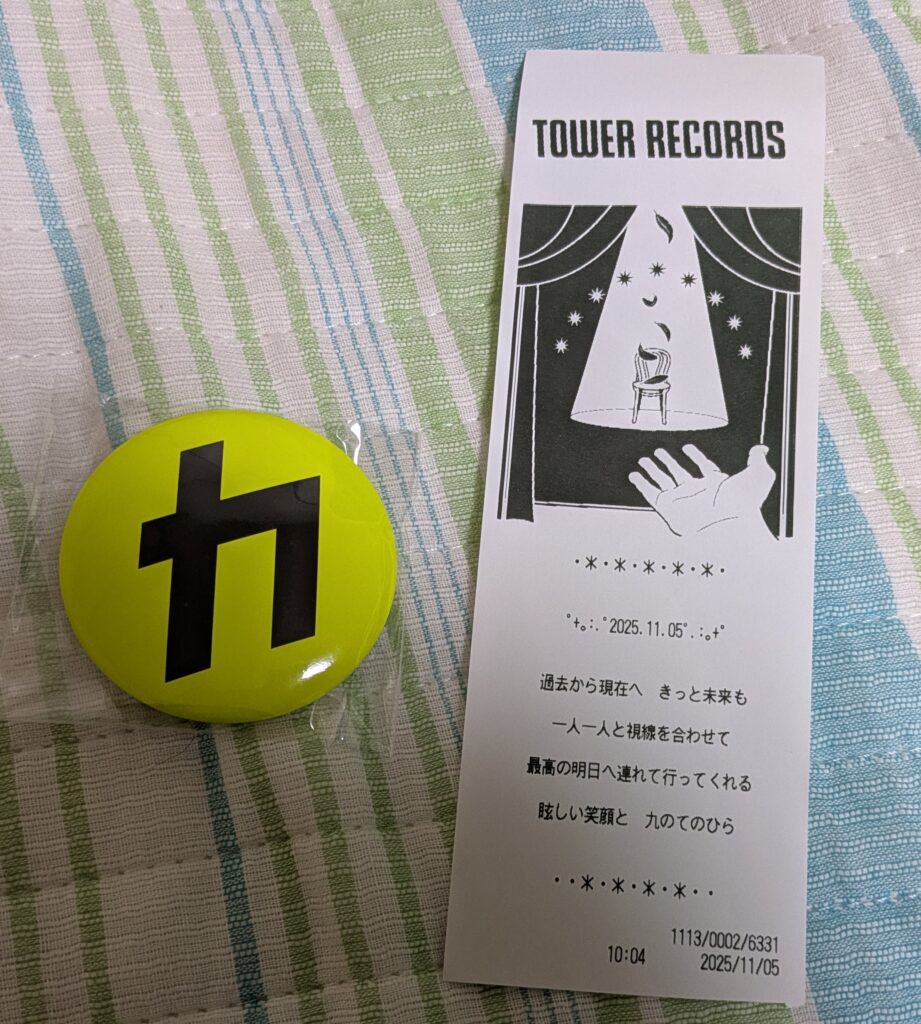 カ
TOWER RECORDS
・＊・＊・＊・＊・＊・
ﾟ+｡:.ﾟ2025.11.05ﾟ.:｡+ﾟ
過去から現在へ　きっと未来も
一人一人と視線を合わせて
最高の明日へ連れて行ってくれる
眩しい笑顔と　九のてのひら
・・＊・＊・＊・＊・・
1113/0002/6331
10:04 2025/11/05